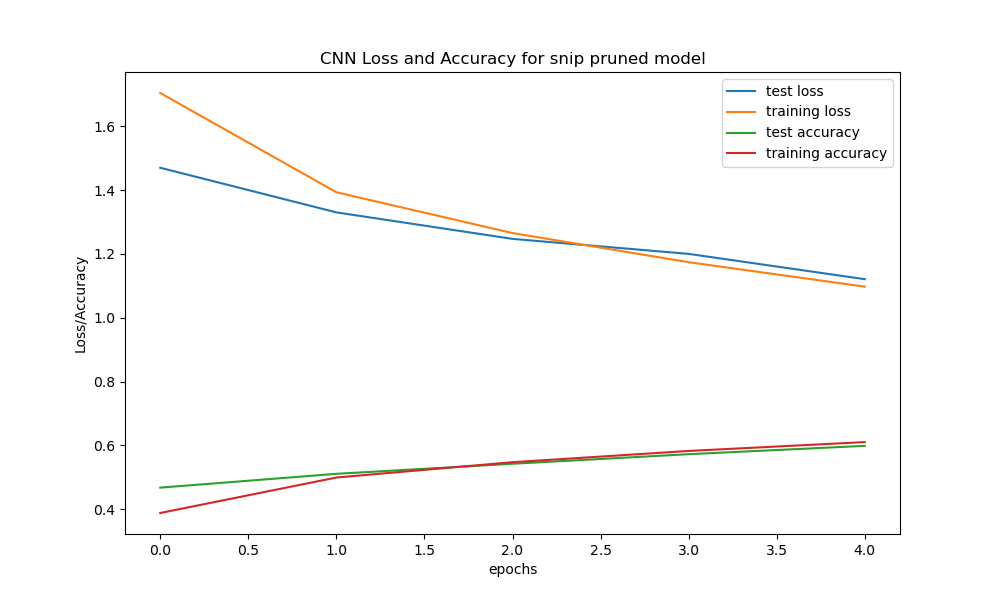 CNN Loss and Accuracy for snip pruned model
test loss
training loss
test accuracy
training accuracy
Loss/Accuracy
1.6
1.4
1.2
1.0
0.8
0.6
0.4
0.0 0.5 1.0 1.5 2.0 2.5 3.0 3.5 4.0
epochs